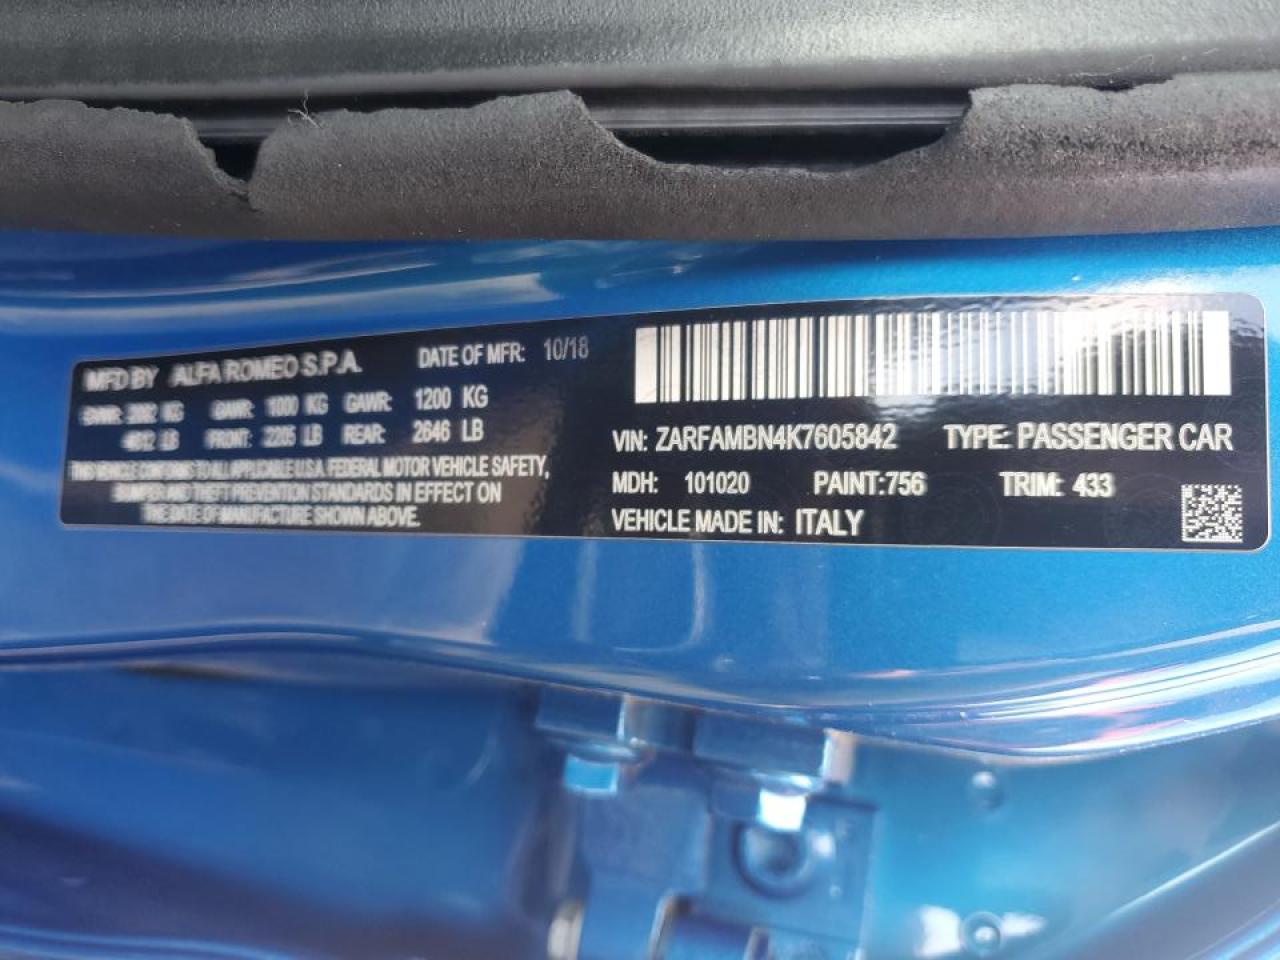 MFD BY ALFA ROMEO S.P.A. DATE OF MFR: 10/18
GVWR: KG GAWR: 1000 KG GAWR: 1200 KG
LB FRONT: 2205 LB REAR: 2646 LB
THIS VEHICLE CONFORMS TO ALL APPLICABLE U.S.A. FEDERAL MOTOR VEHICLE SAFETY,
BUMPER AND THEFT PREVENTION STANDARDS IN EFFECT ON
THE DATE OF MANUFACTURE SHOWN ABOVE.
VIN: ZARFAMBN4K7605842 TYPE: PASSENGER CAR
MDH: 101020 PAINT:756 TRIM: 433
VEHICLE MADE IN: ITALY